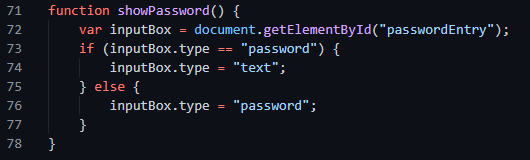 71 function showPassword() {
72     var inputBox = document.getElementById("passwordEntry");
73     if (inputBox.type == "password") {
74         inputBox.type = "text";
75     } else {
76         inputBox.type = "password";
77     }
78 }